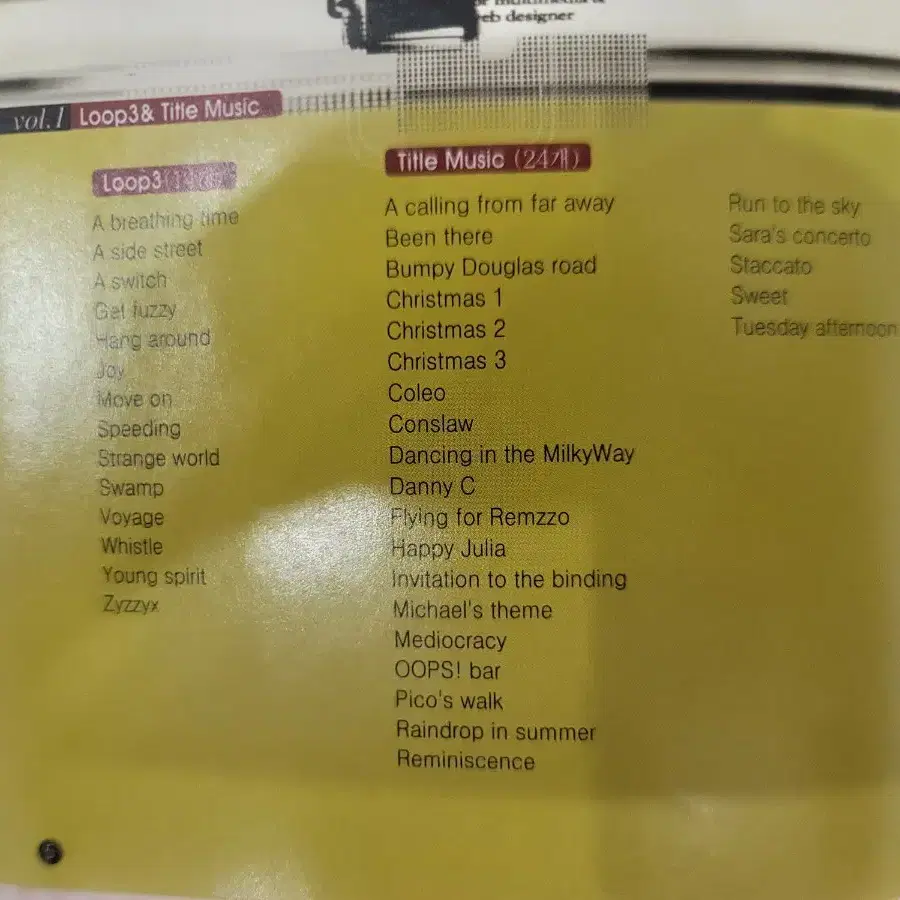 eb designer
vol.1 Loop3& Title Music
Loop3
A breathing time
A side street
A switch
Get fuzzy
Hang around
Joy
Move on
Speeding
Strange world
Swamp
Voyage
Whistle
Young spirit
Zyzzyx
Title Music (24개)
A calling from far away
Been there
Bumpy Douglas road
Christmas 1
Christmas 2
Christmas 3
Coleo
Conslaw
Dancing in the MilkyWay
Danny C
Flying for Remzzo
Happy Julia
Invitation to the binding
Michael's theme
Mediocracy
OOPS! bar
Pico's walk
Raindrop in summer
Reminiscence
Run to the sky
Sara's concerto
Staccato
Sweet
Tuesday afternoon